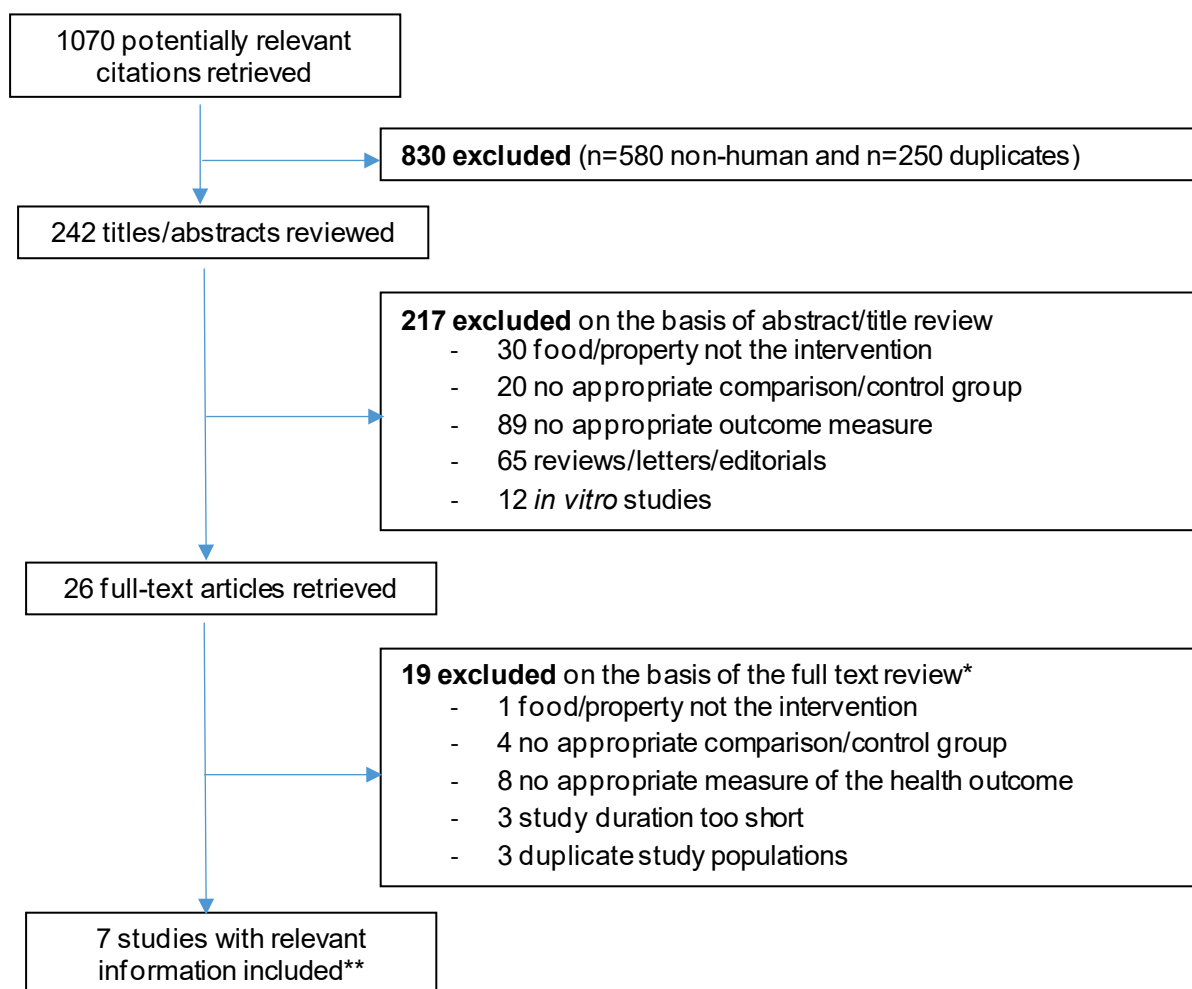 1070 potentially relevant
citations retrieved
830 excluded (n=580 non-human and n=250 duplicates)
242 titles/abstracts reviewed
217 excluded on the basis of abstract/title review
- 30 food/property not the intervention
- 20 no appropriate comparison/control group
- 89 no appropriate outcome measure
- 65 reviews/letters/editorials
- 12 in vitro studies
26 full-text articles retrieved
19 excluded on the basis of the full text review*
- 1 food/property not the intervention
- 4 no appropriate comparison/control group
- 8 no appropriate measure of the health outcome
- 3 study duration too short
- 3 duplicate study populations
7 studies with relevant
information included**